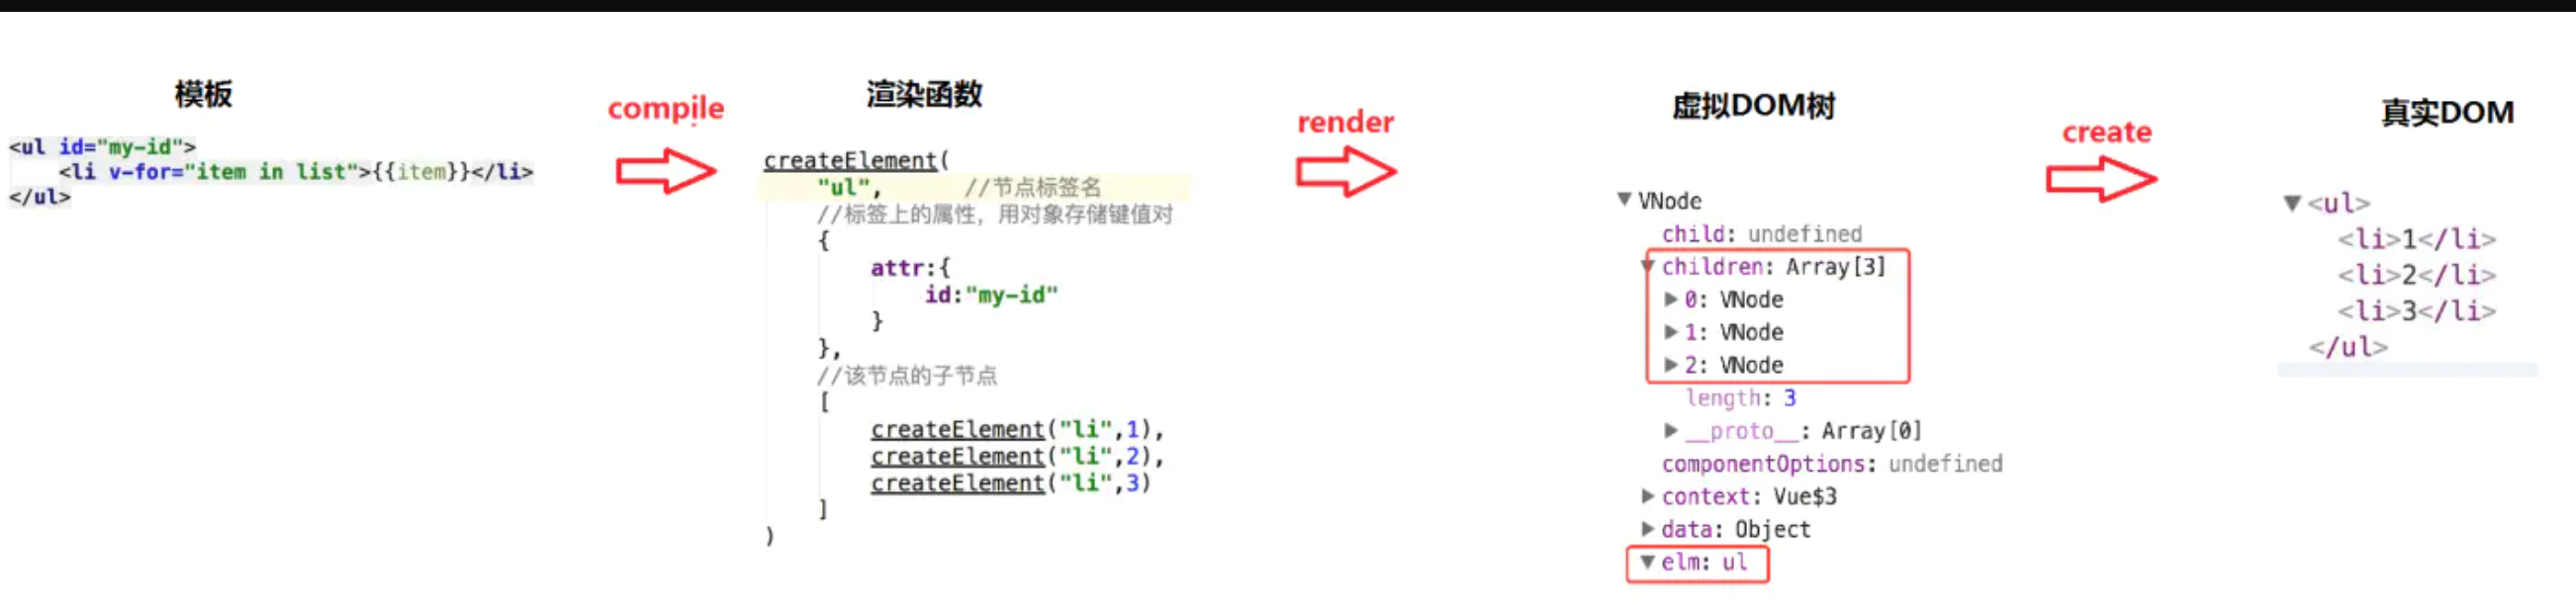 模板
<ul id="my-id">
<li v-for="item in list">{{item}}</li>
</ul>
compile
渲染函数
createElement(
"ul", //节点标签名
//标签上的属性，用对象存储键值对
{
attr:{
id:"my-id"
}
},
//该节点的子节点
[
createElement("li",1),
createElement("li",2),
createElement("li",3)
]
)
render
虚拟DOM树
▼ VNode
child: undefined
▼ children: Array[3]
▶ 0: VNode
▶ 1: VNode
▶ 2: VNode
length: 3
▶ __proto__: Array[0]
componentOptions: undefined
▶ context: Vue$3
▶ data: Object
▼ elm: ul
create
真实DOM
▼ <ul>
<li>1</li>
<li>2</li>
<li>3</li>
</ul>